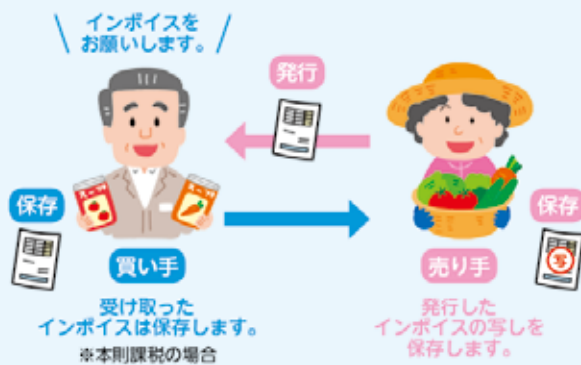 インボイスを
お願いします。
発行
保存
保存
写
買い手
売り手
受け取った
インボイスは保存します。
※本則課税の場合
発行した
インボイスの写しを
保存します。